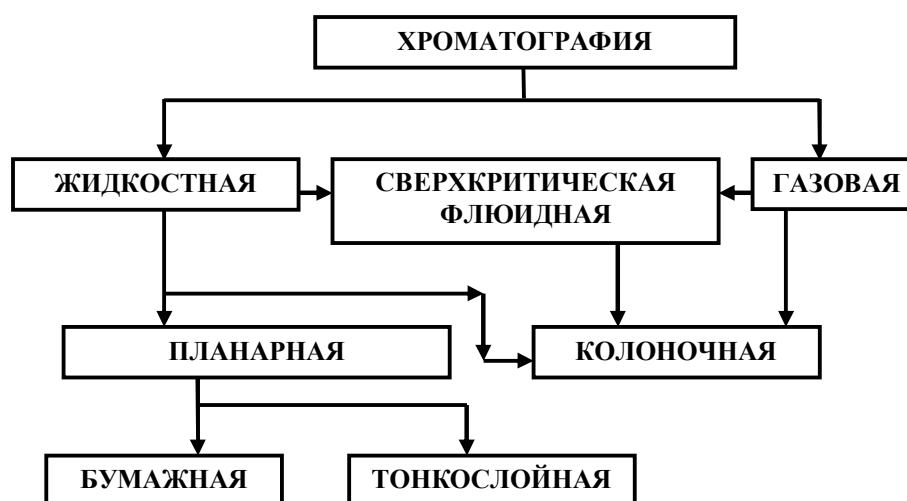 ХРОМАТОГРАФИЯ
ЖИДКОСТНАЯ
СВЕРХКРИТИЧЕСКАЯ
ФЛЮИДНАЯ
ГАЗОВАЯ
ПЛАНАРНАЯ
КОЛОНОЧНАЯ
БУМАЖНАЯ
ТОНКОСЛОЙНАЯ